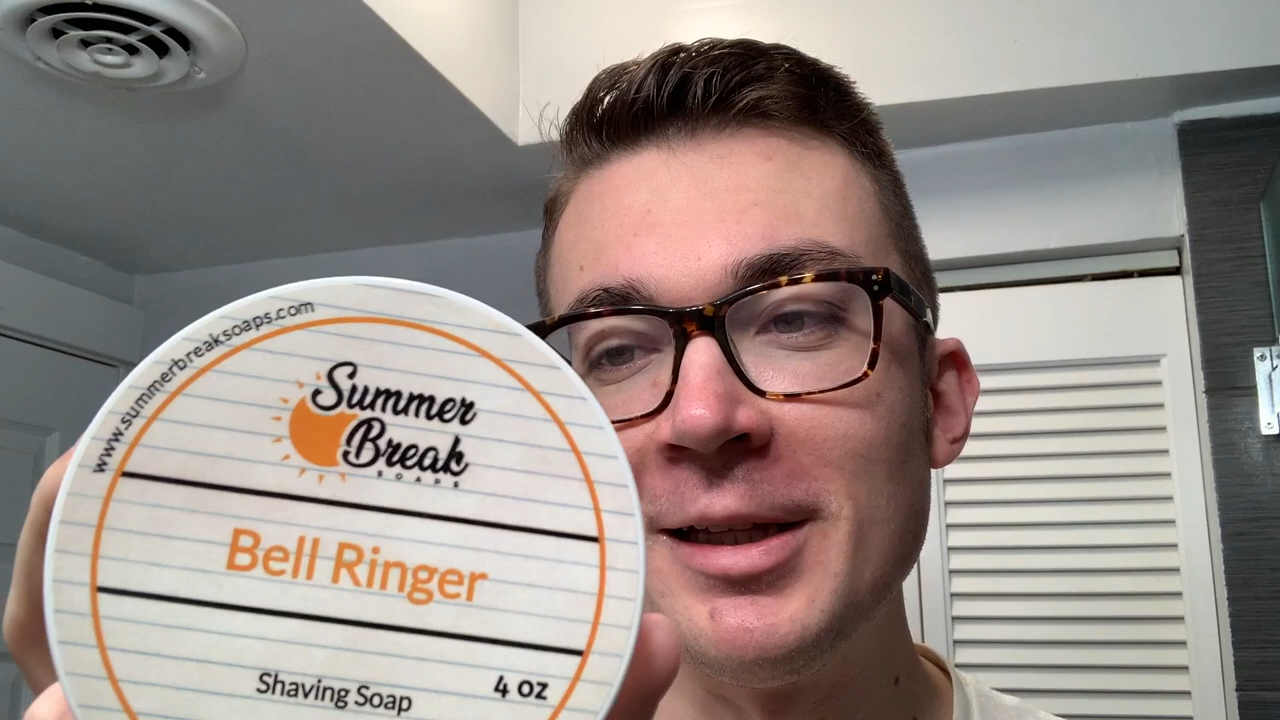 www.summerbreaksoaps.com
Summer
Break
SOAPS
Bell Ringer
Shaving Soap
4 oz